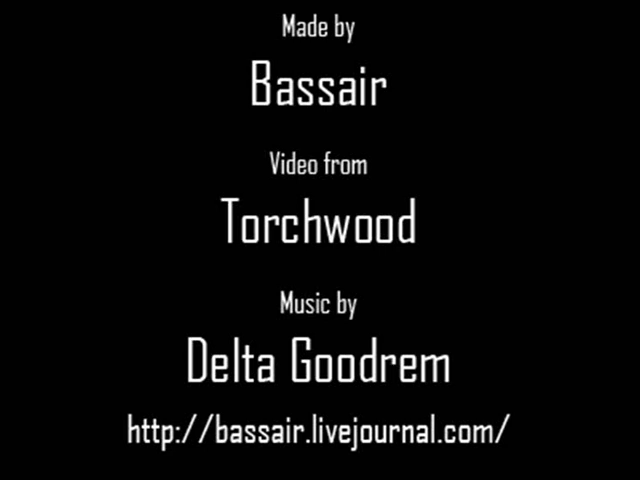 Made by
Bassair
Video from
Torchwood
Music by
Delta Goodrem
http://bassair.livejournal.com/